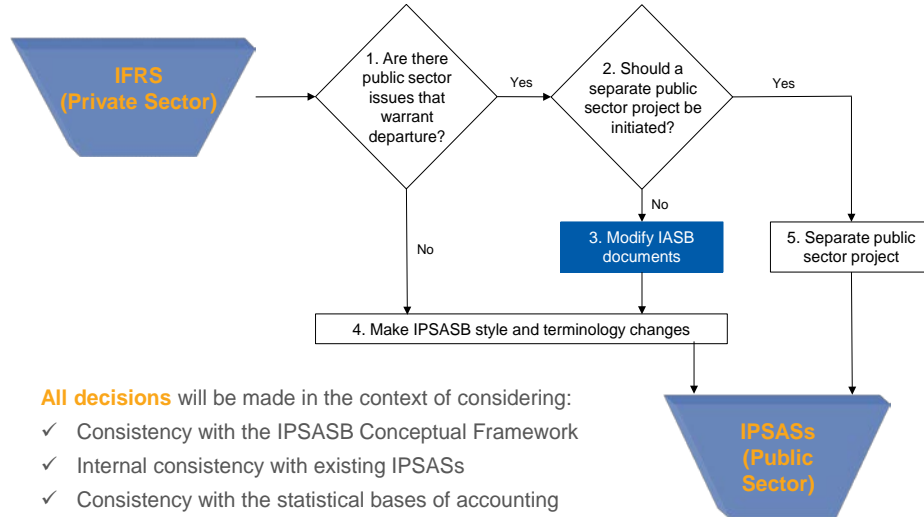 IFRS
(Private Sector)
1. Are there
public sector
issues that
warrant
departure?
Yes
2. Should a
separate public
sector project be
initiated?
Yes
No
No
3. Modify IASB
documents
5. Separate public
sector project
4. Make IPSASB style and terminology changes
All decisions will be made in the context of considering:
✓ Consistency with the IPSASB Conceptual Framework
✓ Internal consistency with existing IPSASs
✓ Consistency with the statistical bases of accounting
IPSASs
(Public
Sector)